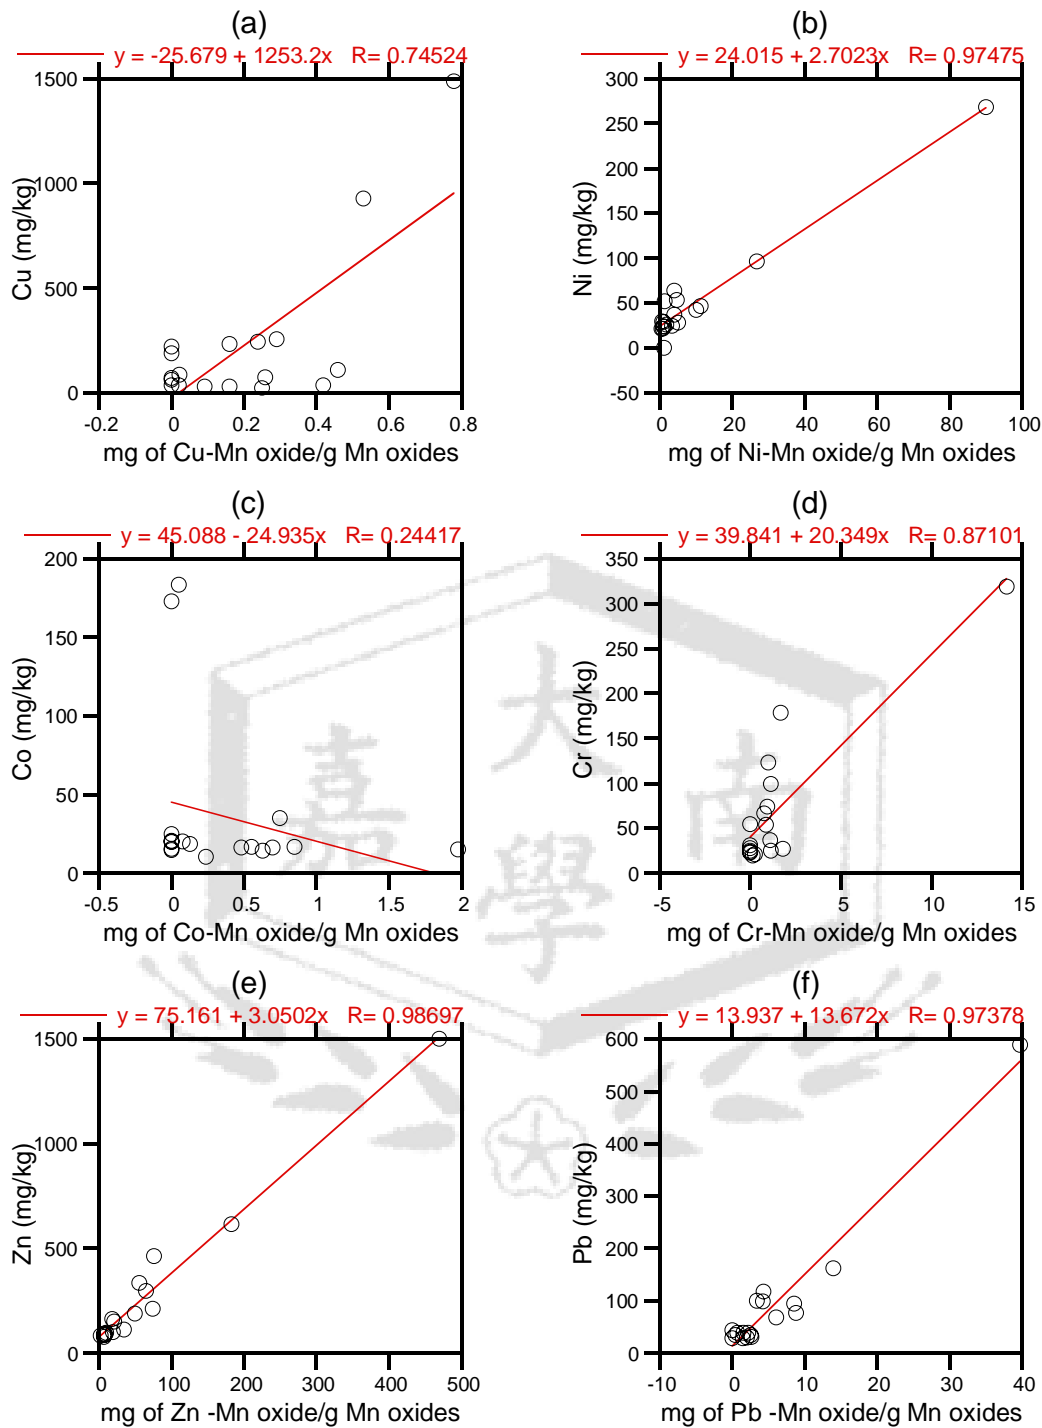 (a)
y = -25.679 + 1253.2x R= 0.74524
1500
1000
500
0
Cu (mg/kg)
-0.2 0 0.2 0.4 0.6 0.8
mg of Cu-Mn oxide/g Mn oxides
(b)
y = 24.015 + 2.7023x R= 0.97475
300
250
200
150
100
50
0
-50
Ni (mg/kg)
0 20 40 60 80 100
mg of Ni-Mn oxide/g Mn oxides
(c)
y = 45.088 - 24.935x R= 0.24417
200
150
100
50
0
Co (mg/kg)
-0.5 0 0.5 1 1.5 2
mg of Co-Mn oxide/g Mn oxides
(d)
y = 39.841 + 20.349x R= 0.87101
350
300
250
200
150
100
50
0
Cr (mg/kg)
-5 0 5 10 15
mg of Cr-Mn oxide/g Mn oxides
(e)
y = 75.161 + 3.0502x R= 0.98697
1500
1000
500
0
Zn (mg/kg)
0 100 200 300 400 500
mg of Zn -Mn oxide/g Mn oxides
(f)
y = 13.937 + 13.672x R= 0.97378
600
500
400
300
200
100
0
Pb (mg/kg)
-10 0 10 20 30 40
mg of Pb -Mn oxide/g Mn oxides
大
嘉 南
學